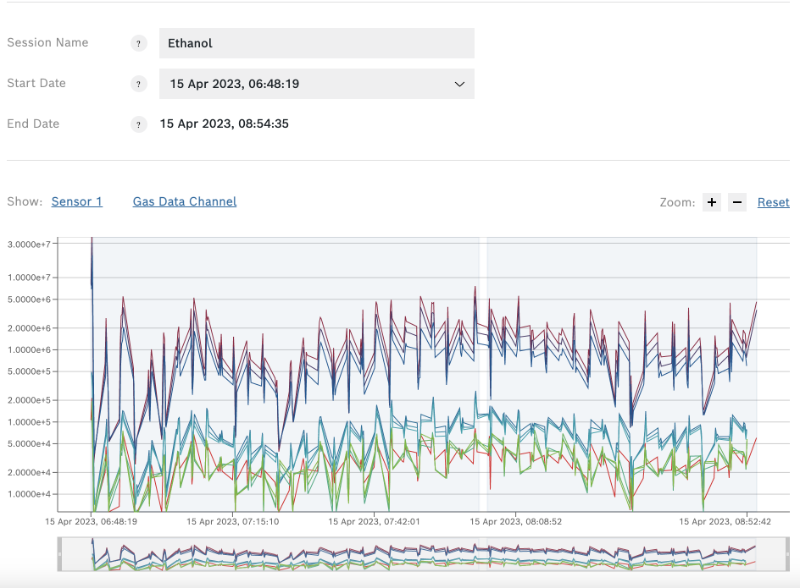 Session Name ? Ethanol
Start Date ? 15 Apr 2023, 06:48:19
End Date ? 15 Apr 2023, 08:54:35
Show: Sensor 1 Gas Data Channel Zoom: + − Reset
3.0000e+7
1.0000e+7
5.0000e+6
2.0000e+6
1.0000e+6
5.0000e+5
2.0000e+5
1.0000e+5
5.0000e+4
2.0000e+4
1.0000e+4
15 Apr 2023, 06:48:19 15 Apr 2023, 07:15:10 15 Apr 2023, 07:42:01 15 Apr 2023, 08:08:52 15 Apr 2023, 08:52:42